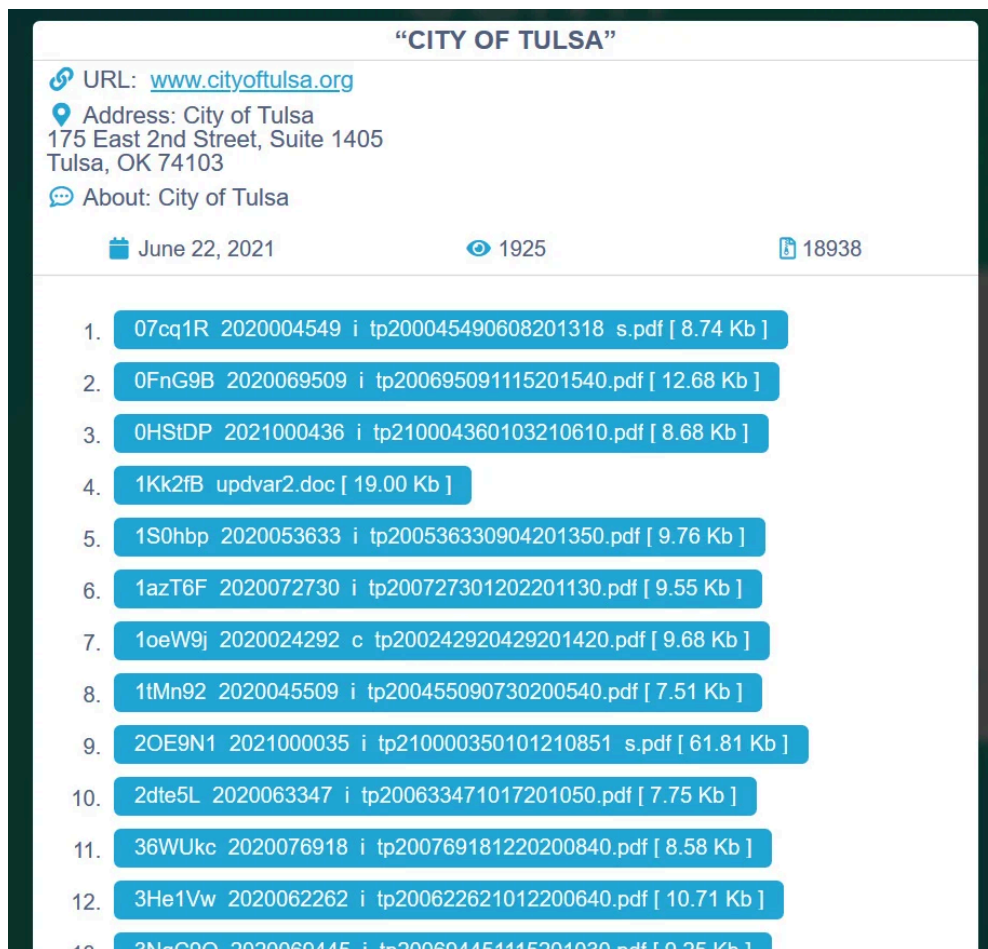 “CITY OF TULSA”
URL: www.cityoftulsa.org
Address: City of Tulsa
175 East 2nd Street, Suite 1405
Tulsa, OK 74103
About: City of Tulsa
June 22, 2021 1925 18938
1. 07cq1R 2020004549 i tp200045490608201318 s.pdf [ 8.74 Kb ]
2. 0FnG9B 2020069509 i tp200695091115201540.pdf [ 12.68 Kb ]
3. 0HStDP 2021000436 i tp210004360103210610.pdf [ 8.68 Kb ]
4. 1Kk2fB updvar2.doc [ 19.00 Kb ]
5. 1S0hbp 2020053633 i tp200536330904201350.pdf [ 9.76 Kb ]
6. 1azT6F 2020072730 i tp200727301202201130.pdf [ 9.55 Kb ]
7. 1oeW9j 2020024292 c tp200242920429201420.pdf [ 9.68 Kb ]
8. 1tMn92 2020045509 i tp200455090730200540.pdf [ 7.51 Kb ]
9. 2OE9N1 2021000035 i tp210000350101210851 s.pdf [ 61.81 Kb ]
10. 2dte5L 2020063347 i tp200633471017201050.pdf [ 7.75 Kb ]
11. 36WUkc 2020076918 i tp200769181220200840.pdf [ 8.58 Kb ]
12. 3He1Vw 2020062262 i tp200622621012200640.pdf [ 10.71 Kb ]